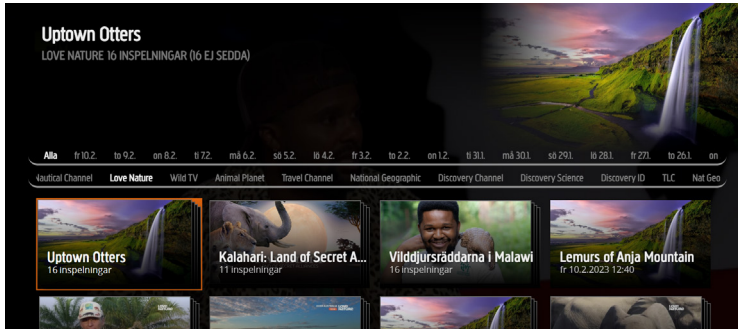 Uptown Otters
LOVE NATURE 16 INSPELNINGAR (16 EJ SEDDA)
Alla fr 10.2. to 9.2. on 8.2. ti 7.2. må 6.2. sö 5.2. lö 4.2. fr 3.2. to 2.2. on 1.2. ti 31.1. må 30.1. sö 29.1. lö 28.1. fr 27.1. to 26.1. on
Nautical Channel Love Nature Wild TV Animal Planet Travel Channel National Geographic Discovery Channel Discovery Science Discovery ID TLC Nat Geo
Uptown Otters
16 inspelningar
Kalahari: Land of Secret A...
11 inspelningar
Vilddjursräddarna i Malawi
16 inspelningar
Lemurs of Anja Mountain
fr 10.2.2023 12:40